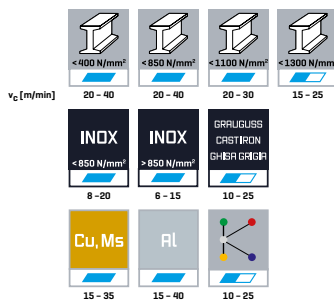 <400 N/mm² <850 N/mm² <1100 N/mm² <1300 N/mm²
v_c [m/min] 20 - 40 20 - 40 20 - 30 15 - 25
INOX INOX GRAUGUSS
CASTIRON
GHISA GRIGIA
<850 N/mm² >850 N/mm²
8 -20 6 - 15 10 - 25
Cu, Ms Al
15 - 35 15 - 40 10 - 25